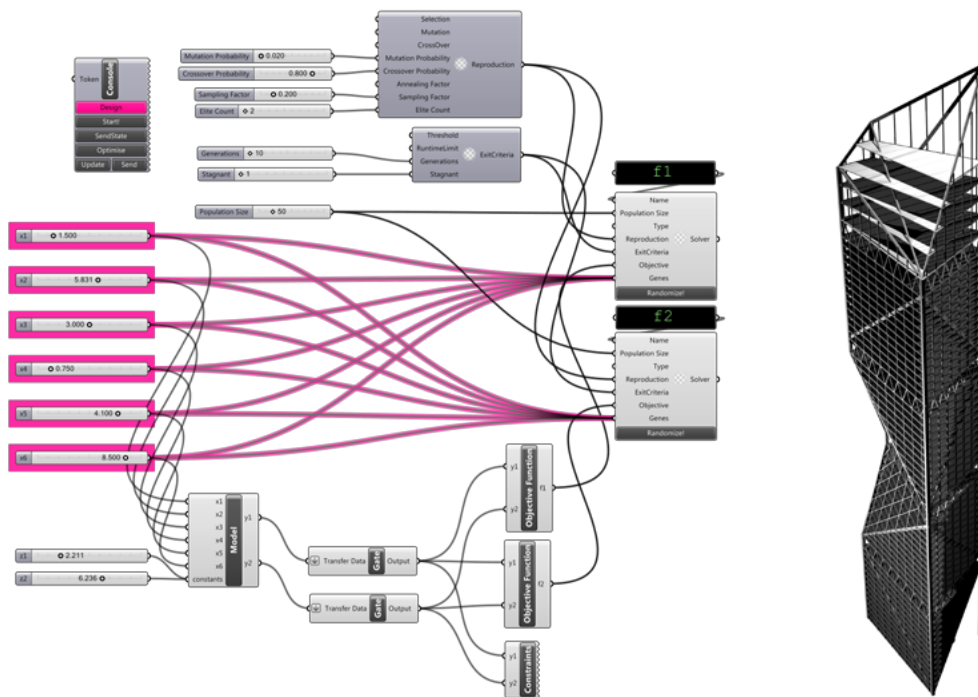 Token
Console
Design
Start!
SendState
Optimise
Update Send
Mutation Probability 0.020
Crossover Probability 0.800
Sampling Factor 0.200
Elite Count 2
Selection
Mutation
CrossOver
Mutation Probability
Crossover Probability
Annealing Factor
Sampling Factor
Elite Count
Reproduction
Generations 10
Stagnant 1
Threshold
RuntimeLimit
Generations
Stagnant
ExitCriteria
Population Size 50
f1
Name
Population Size
Type
Reproduction
ExitCriteria
Objective
Genes
Solver
Randomize!
f2
Name
Population Size
Type
Reproduction
ExitCriteria
Objective
Genes
Solver
Randomize!
x1 1.500
x2 5.831
x3 3.000
x4 0.750
x5 4.100
x6 8.500
z1 2.211
z2 6.236
x1
x2
x3
x4
x5
x6
constants
Model
y1
y2
Transfer Data Gate Output
Transfer Data Gate Output
y1
y2
Objective Function
f1
y1
y2
Objective Function
f2
y1
y2
Constraints